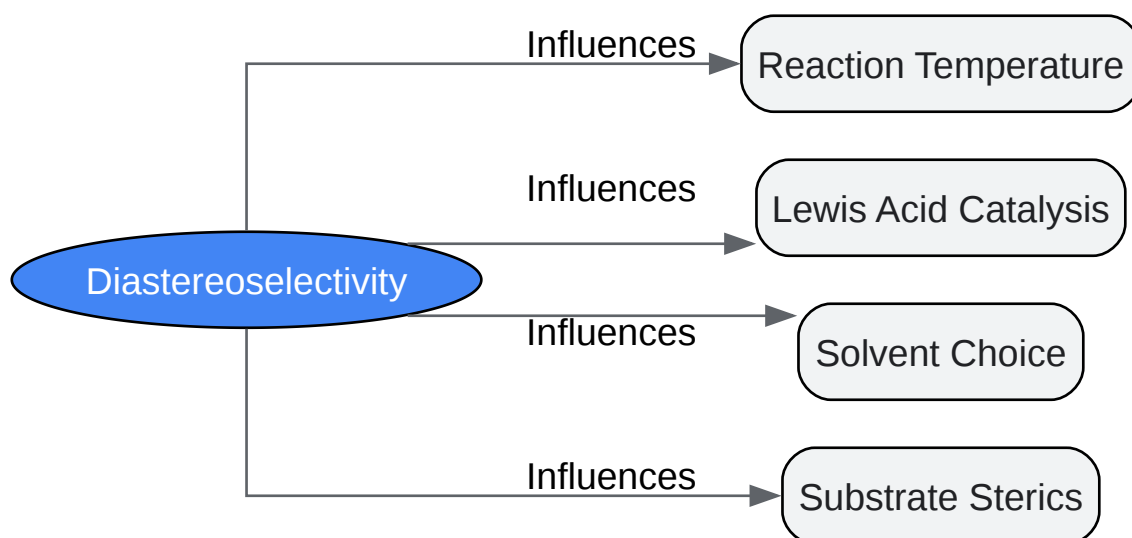 Influences
Reaction Temperature
Influences
Lewis Acid Catalysis
Diastereoselectivity
Influences
Solvent Choice
Influences
Substrate Sterics